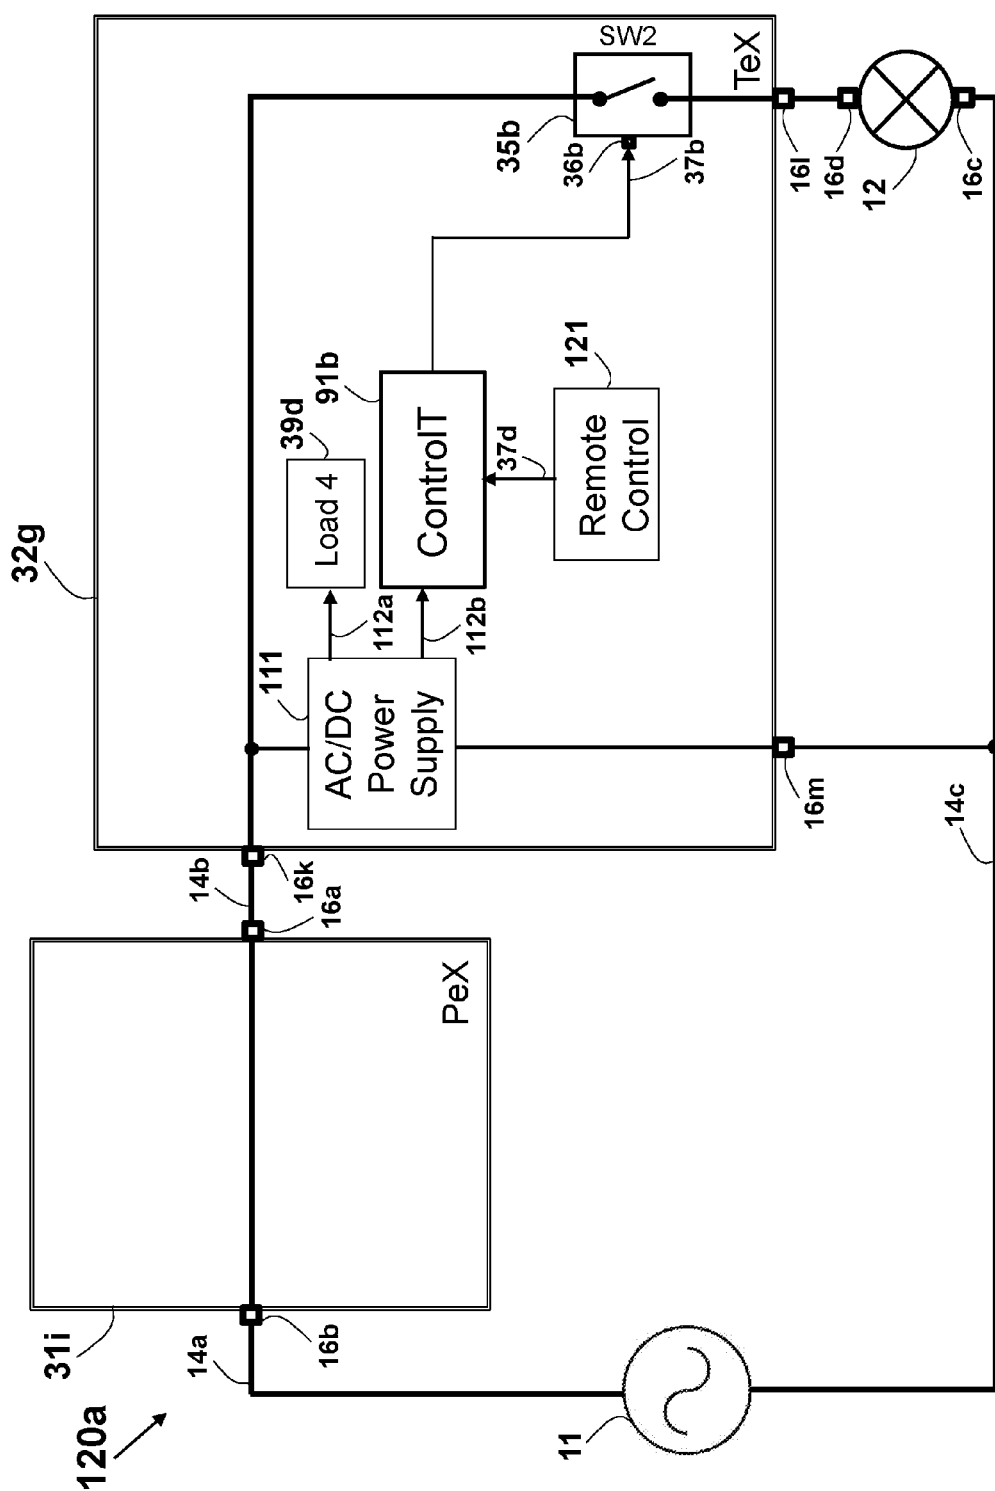 120a
31i
PeX
14a
16b
11
14b
16a
16k
32g
TeX
111
AC/DC
Power
Supply
112a
112b
39d
Load 4
91b
ControlT
37d
121
Remote
Control
SW2
35b
36b
37b
16l
16d
12
16c
16m
14c